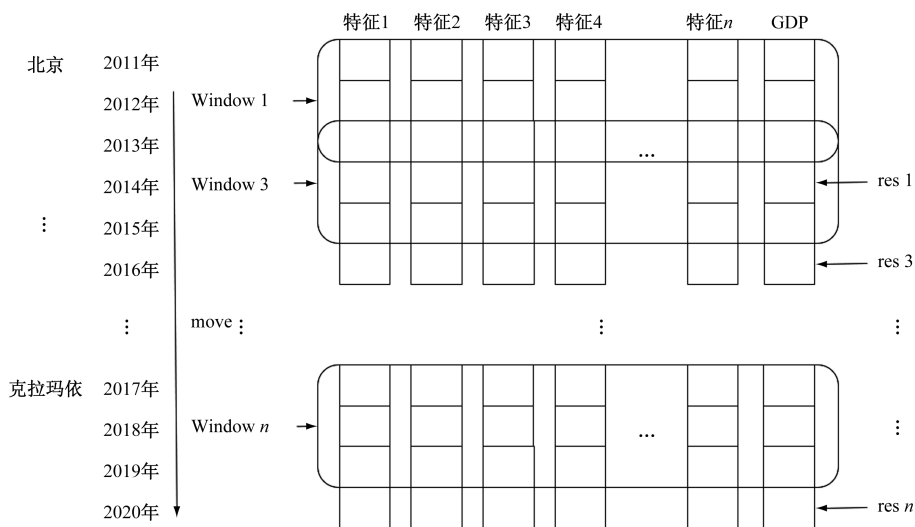 特征1 特征2 特征3 特征4 特征n GDP
北京 2011年
2012年 Window 1
2013年 ...
2014年 Window 3 res 1
⋮ 2015年
2016年 res 3
⋮ move ⋮ ⋮ ⋮
克拉玛依 2017年
2018年 Window n ... ⋮
2019年
2020年 res n